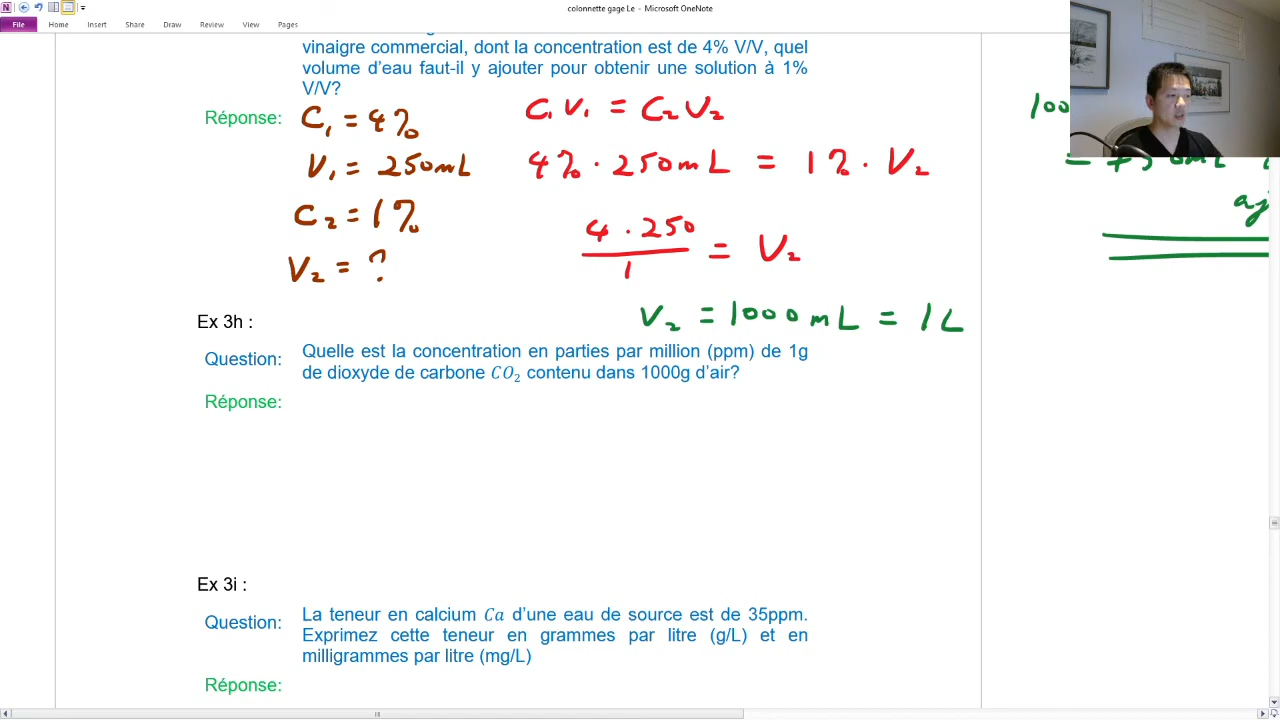 colonnette gage Le - Microsoft OneNote
File Home Insert Share Draw Review View Pages
vinaigre commercial, dont la concentration est de 4% V/V, quel
volume d'eau faut-il y ajouter pour obtenir une solution à 1%
V/V?
Réponse:
C₁ = 4%
V₁ = 250mL
C₂ = 1%
V₂ = ?
C₁V₁ = C₂V₂
4% · 250mL = 1% · V₂
4 · 250
1
= V₂
V₂ = 1000mL = 1L
100
= 750mL
aj
Ex 3h :
Question: Quelle est la concentration en parties par million (ppm) de 1g
de dioxyde de carbone CO₂ contenu dans 1000g d'air?
Réponse:
Ex 3i :
Question: La teneur en calcium Ca d'une eau de source est de 35ppm.
Exprimez cette teneur en grammes par litre (g/L) et en
milligrammes par litre (mg/L)
Réponse: